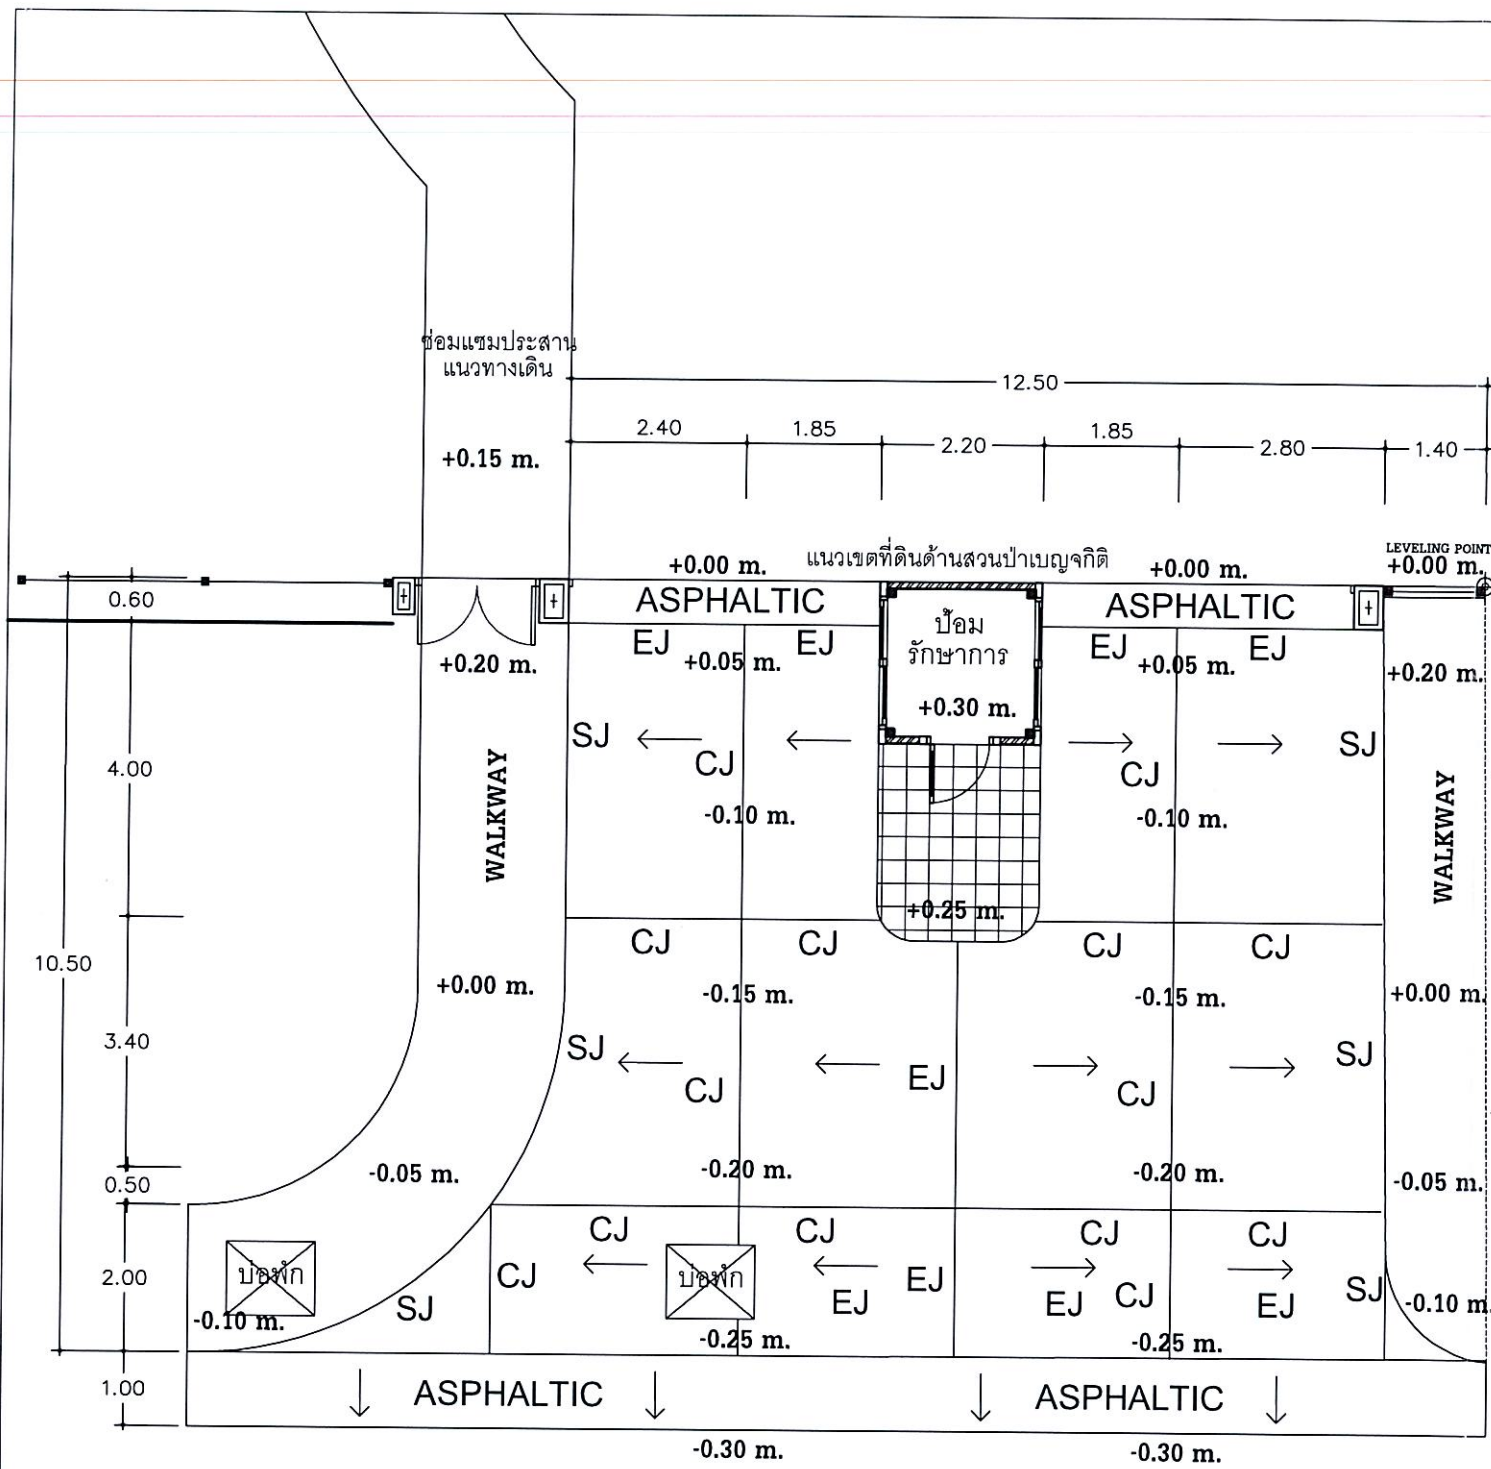 ซ่อมแซมประสาน
แนวทางเดิน
12.50
2.40
1.85
2.20
1.85
2.80
1.40
+0.15 m.
แนวเขตที่ดินด้านสวนป่าเบญจกิติ
LEVELING POINT
+0.00 m.
+0.00 m.
+0.00 m.
0.60
ASPHALTIC
ASPHALTIC
ป้อม
รักษาการ
+0.20 m.
EJ
+0.05 m.
EJ
EJ
+0.05 m.
EJ
+0.20 m.
+0.30 m.
SJ
CJ
CJ
SJ
4.00
WALKWAY
-0.10 m.
-0.10 m.
WALKWAY
+0.25 m.
CJ
CJ
CJ
CJ
10.50
+0.00 m.
-0.15 m.
-0.15 m.
+0.00 m.
3.40
SJ
CJ
EJ
CJ
SJ
-0.05 m.
-0.20 m.
-0.20 m.
-0.05 m.
0.50
CJ
CJ
CJ
CJ
2.00
บ่อพัก
CJ
บ่อพัก
EJ
EJ
EJ
CJ
EJ
SJ
-0.10 m.
-0.10 m.
SJ
-0.25 m.
-0.25 m.
1.00
ASPHALTIC
ASPHALTIC
-0.30 m.
-0.30 m.